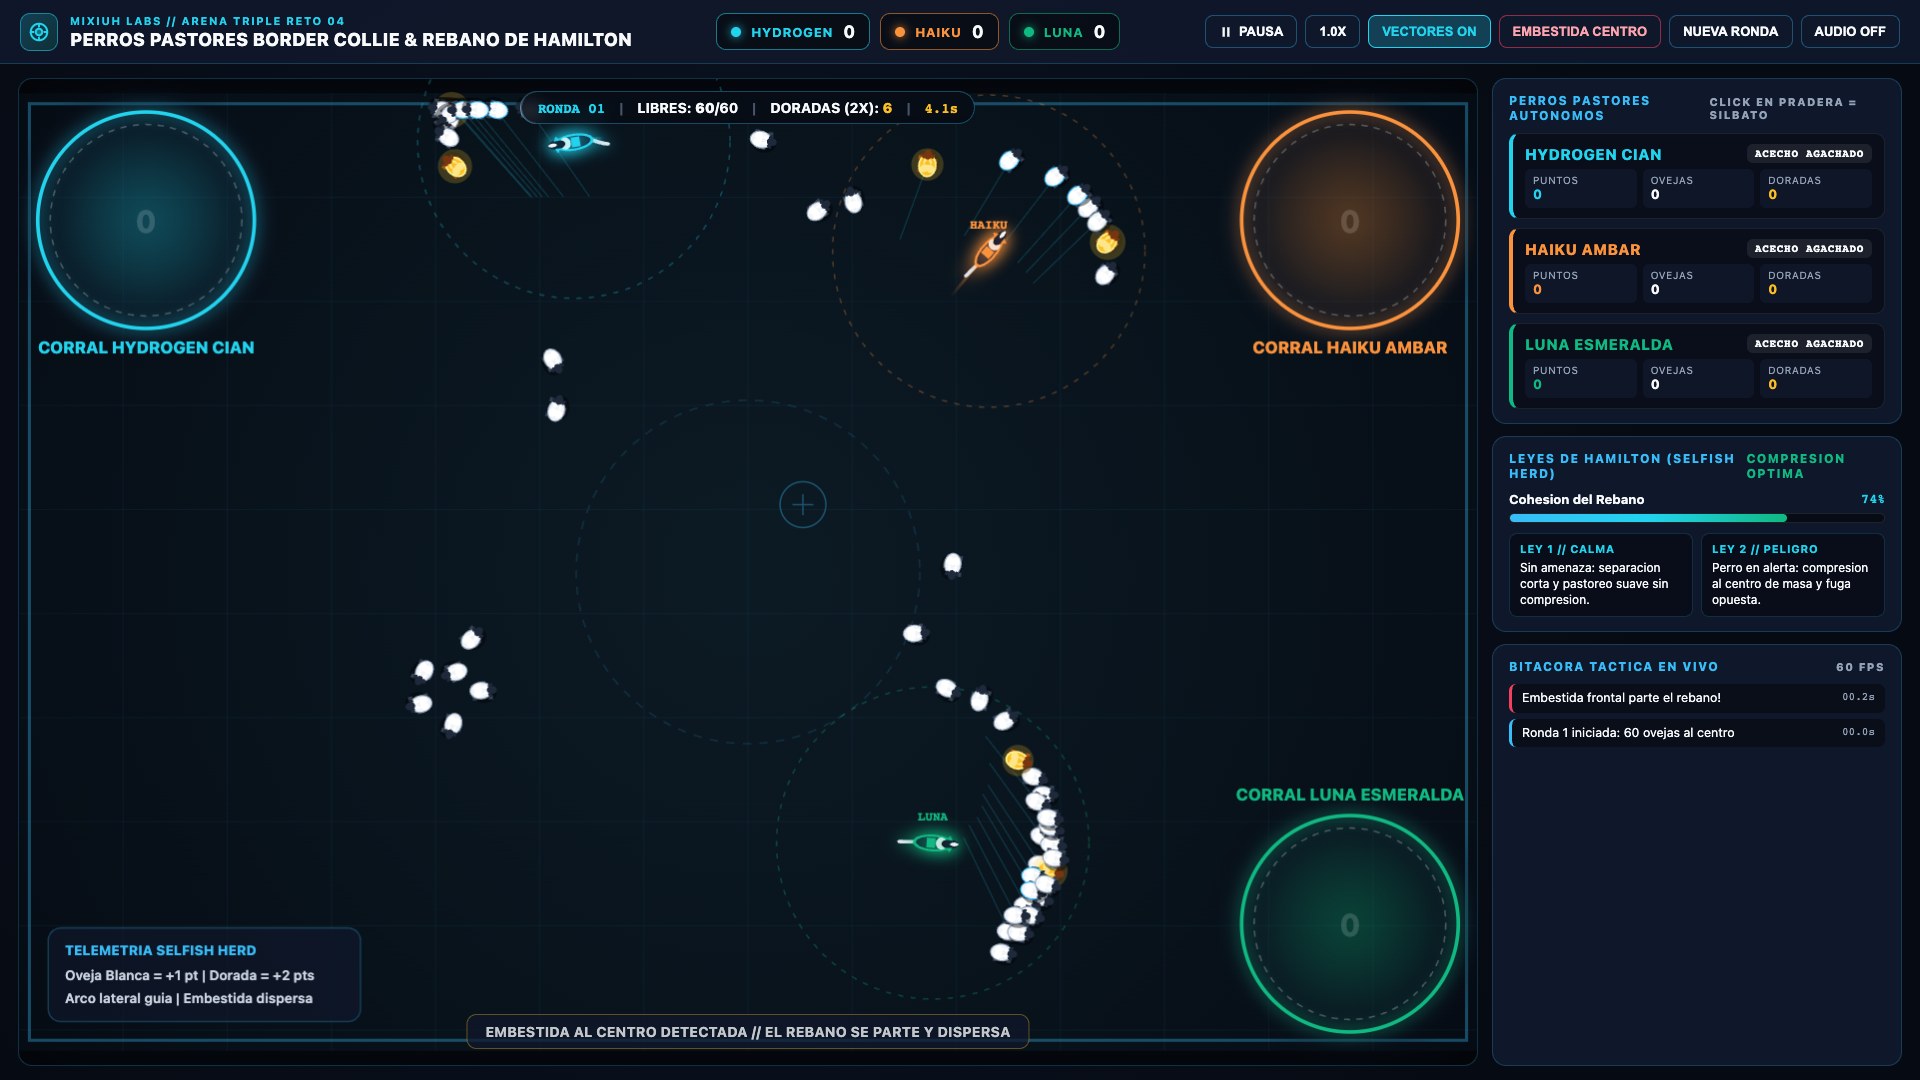 MIXIUH LABS // ARENA TRIPLE RETO 04
PERROS PASTORES BORDER COLLIE & REBANO DE HAMILTON
HYDROGEN 0
HAIKU 0
LUNA 0
PAUSA
1.0X
VECTORES ON
EMBESTIDA CENTRO
NUEVA RONDA
AUDIO OFF
RONDA 01 | LIBRES: 60/60 | DORADAS (2X): 6 | 4.1s
0
CORRAL HYDROGEN CIAN
HAIKU
0
CORRAL HAIKU AMBAR
LUNA
CORRAL LUNA ESMERALDA
0
TELEMETRIA SELFISH HERD
Oveja Blanca = +1 pt | Dorada = +2 pts
Arco lateral guia | Embestida dispersa
EMBESTIDA AL CENTRO DETECTADA // EL REBANO SE PARTE Y DISPERSA
PERROS PASTORES
AUTONOMOS
CLICK EN PRADERA =
SILBATO
HYDROGEN CIAN
ACECHO AGACHADO
PUNTOS
0
OVEJAS
0
DORADAS
0
HAIKU AMBAR
ACECHO AGACHADO
PUNTOS
0
OVEJAS
0
DORADAS
0
LUNA ESMERALDA
ACECHO AGACHADO
PUNTOS
0
OVEJAS
0
DORADAS
0
LEYES DE HAMILTON (SELFISH
HERD)
COMPRESION
OPTIMA
Cohesion del Rebano
74%
LEY 1 // CALMA
Sin amenaza: separacion
corta y pastoreo suave sin
compresion.
LEY 2 // PELIGRO
Perro en alerta: compresion
al centro de masa y fuga
opuesta.
BITACORA TACTICA EN VIVO
60 FPS
Embestida frontal parte el rebano!
00.2s
Ronda 1 iniciada: 60 ovejas al centro
00.0s